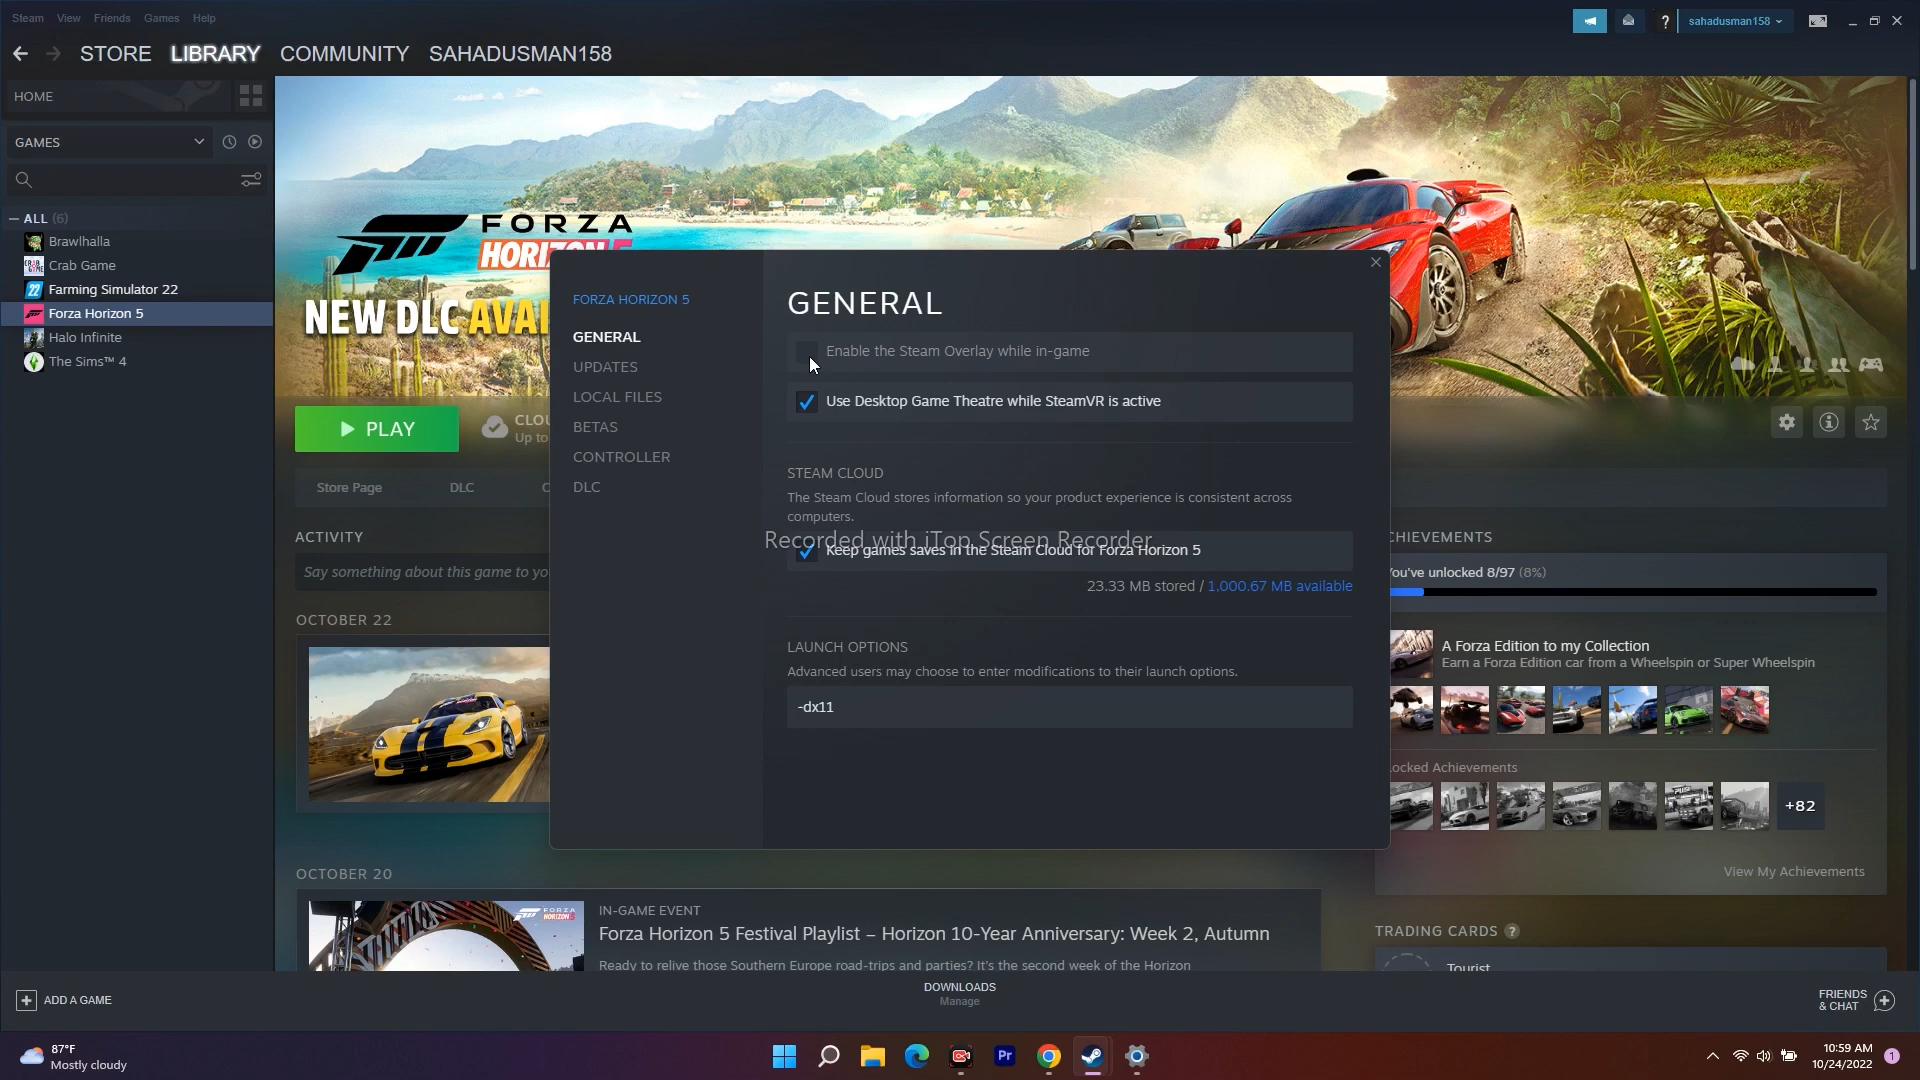 Steam View Friends Games Help
sahadusman158
STORE LIBRARY COMMUNITY SAHADUSMAN158
HOME
GAMES
ALL (6)
Brawlhalla
Crab Game
Farming Simulator 22
Forza Horizon 5
Halo Infinite
The Sims™ 4
FORZA
HORIZON 5
NEW DLC AVAI
PLAY
CLOU
Up to
Store Page DLC C
ACTIVITY
Say something about this game to yo
OCTOBER 22
OCTOBER 20
IN-GAME EVENT
Forza Horizon 5 Festival Playlist – Horizon 10-Year Anniversary: Week 2, Autumn
Ready to relive those Southern Europe road-trips and parties? It's the second week of the Horizon
FORZA HORIZON 5
GENERAL
UPDATES
LOCAL FILES
BETAS
CONTROLLER
DLC
GENERAL
Enable the Steam Overlay while in-game
Use Desktop Game Theatre while SteamVR is active
STEAM CLOUD
The Steam Cloud stores information so your product experience is consistent across
computers.
Recorded with iTop Screen Recorder
Keep games saves in the Steam Cloud for Forza Horizon 5
23.33 MB stored / 1,000.67 MB available
LAUNCH OPTIONS
Advanced users may choose to enter modifications to their launch options.
-dx11
CHIEVEMENTS
You've unlocked 8/97 (8%)
A Forza Edition to my Collection
Earn a Forza Edition car from a Wheelspin or Super Wheelspin
ocked Achievements
+82
View My Achievements
TRADING CARDS ?
Tourist
ADD A GAME
DOWNLOADS
Manage
FRIENDS
& CHAT
87°F
Mostly cloudy
Pr
10:59 AM
10/24/2022
1